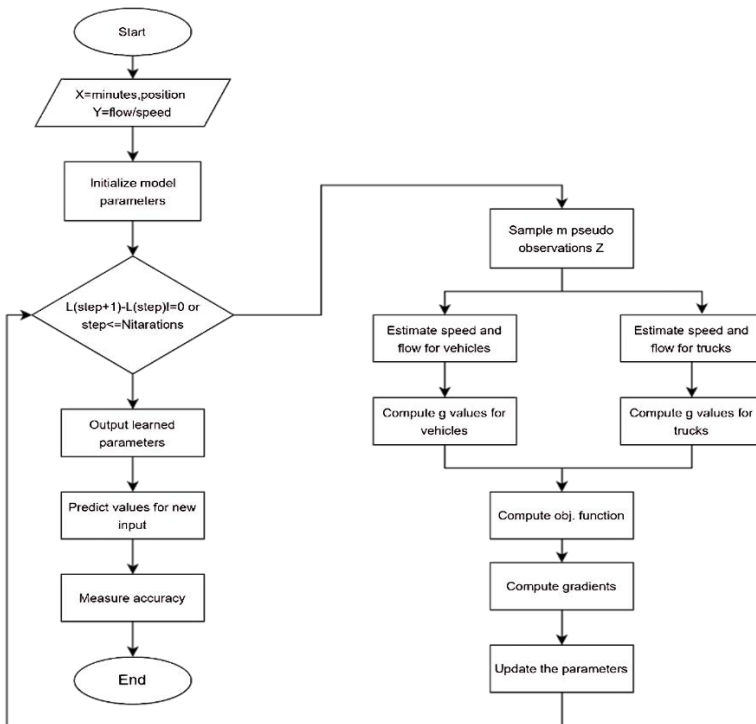 Start
X=minutes,position
Y=flow/speed
Initialize model
parameters
L(step+1)-L(step)!=0 or
step<=Nitarations
Output learned
parameters
Predict values for new
input
Measure accuracy
End
Sample m pseudo
observations Z
Estimate speed and
flow for vehicles
Estimate speed and
flow for trucks
Compute g values for
vehicles
Compute g values for
trucks
Compute obj. function
Compute gradients
Update the parameters